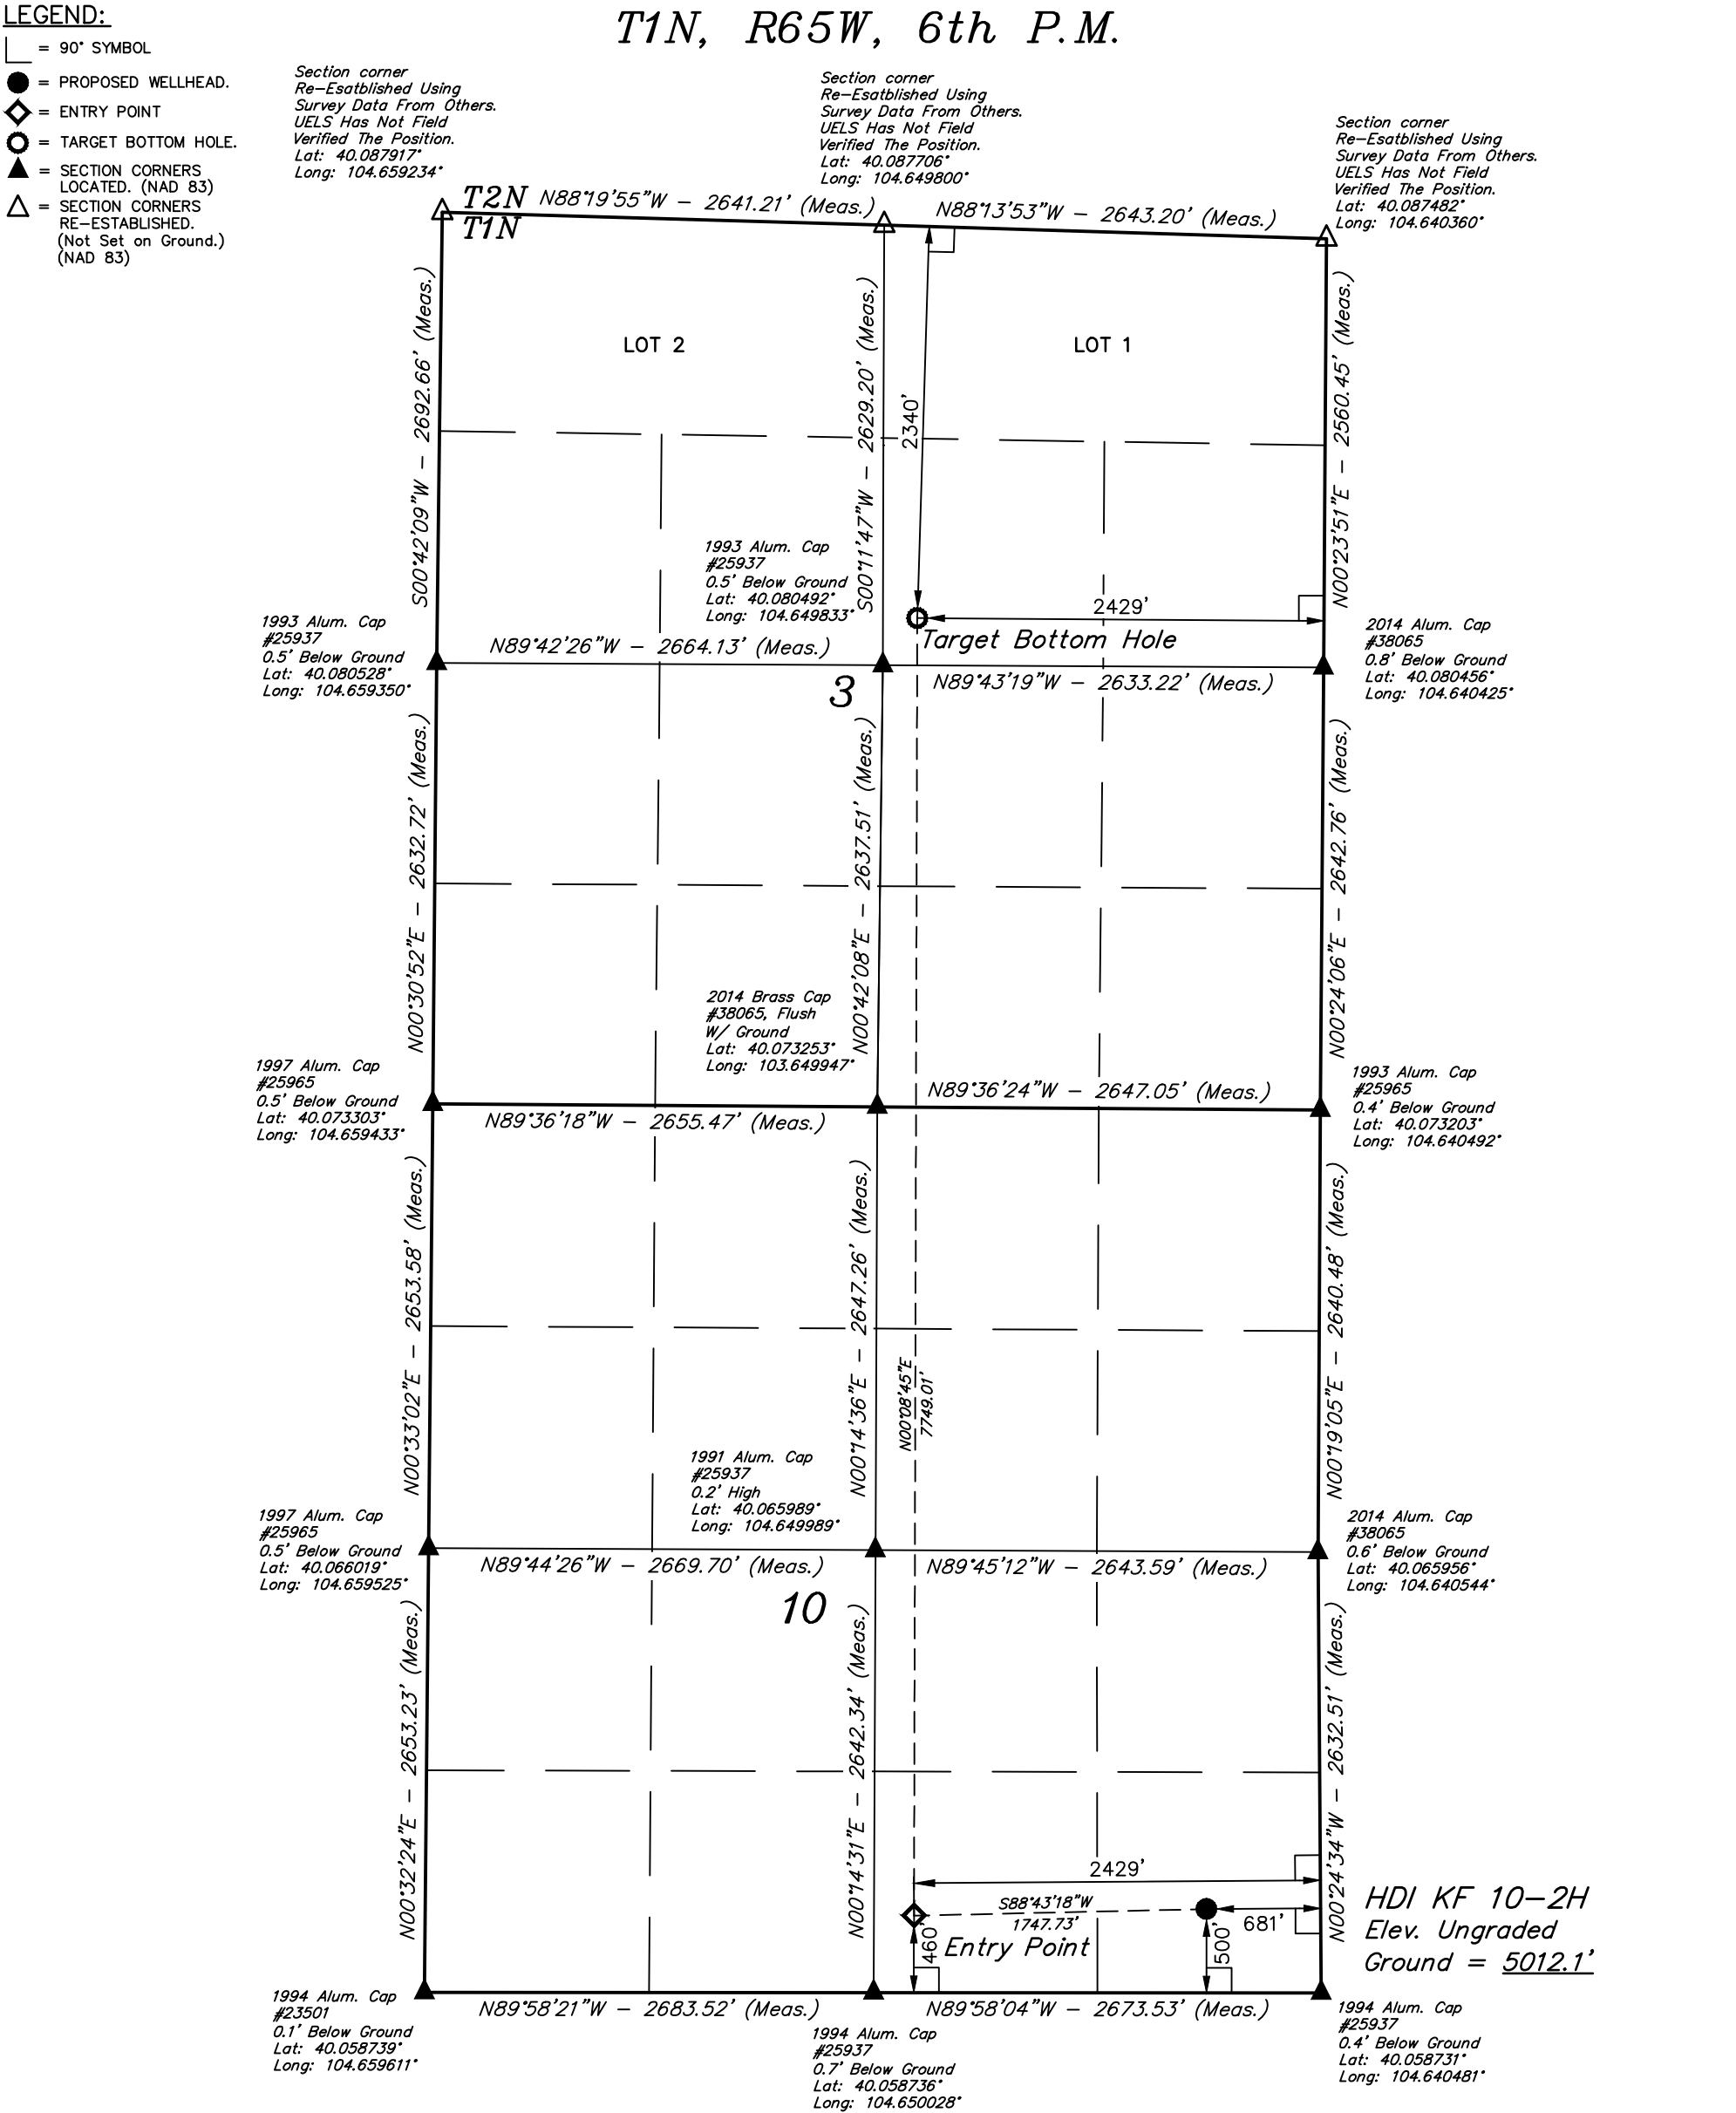 LEGEND:
= 90° SYMBOL
= PROPOSED WELLHEAD.
= ENTRY POINT
= TARGET BOTTOM HOLE.
= SECTION CORNERS
LOCATED. (NAD 83)
= SECTION CORNERS
RE-ESTABLISHED.
(Not Set on Ground.)
(NAD 83)
T1N, R65W, 6th P.M.
Section corner
Re-Esatblished Using
Survey Data From Others.
UELS Has Not Field
Verified The Position.
Lat: 40.087917°
Long: 104.659234°
Section corner
Re-Esatblished Using
Survey Data From Others.
UELS Has Not Field
Verified The Position.
Lat: 40.087706°
Long: 104.649800°
Section corner
Re-Esatblished Using
Survey Data From Others.
UELS Has Not Field
Verified The Position.
Lat: 40.087482°
Long: 104.640360°
T2N
T1N
N88°19'55"W - 2641.21' (Meas.)
N88°13'53"W - 2643.20' (Meas.)
S00°42'09"W - 2692.66' (Meas.)
LOT 2
S00°11'47"W - 2629.20' (Meas.)
2340'
LOT 1
N00°23'51"E - 2560.45' (Meas.)
1993 Alum. Cap
#25937
0.5' Below Ground
Lat: 40.080492°
Long: 104.649833°
2429'
Target Bottom Hole
1993 Alum. Cap
#25937
0.5' Below Ground
Lat: 40.080528°
Long: 104.659350°
N89°42'26"W - 2664.13' (Meas.)
N89°43'19"W - 2633.22' (Meas.)
2014 Alum. Cap
#38065
0.8' Below Ground
Lat: 40.080456°
Long: 104.640425°
3
N00°30'52"E - 2632.72' (Meas.)
N00°42'08"E - 2637.51' (Meas.)
N00°24'06"E - 2642.76' (Meas.)
2014 Brass Cap
#38065, Flush
W/ Ground
Lat: 40.073253°
Long: 103.649947°
1997 Alum. Cap
#25965
0.5' Below Ground
Lat: 40.073303°
Long: 104.659433°
N89°36'18"W - 2655.47' (Meas.)
N89°36'24"W - 2647.05' (Meas.)
1993 Alum. Cap
#25965
0.4' Below Ground
Lat: 40.073203°
Long: 104.640492°
N00°33'02"E - 2653.58' (Meas.)
N00°14'36"E - 2647.26' (Meas.)
N00°08'45"E
7749.01'
N00°19'05"E - 2640.48' (Meas.)
1991 Alum. Cap
#25937
0.2' High
Lat: 40.065989°
Long: 104.649989°
1997 Alum. Cap
#25965
0.5' Below Ground
Lat: 40.066019°
Long: 104.659525°
N89°44'26"W - 2669.70' (Meas.)
N89°45'12"W - 2643.59' (Meas.)
2014 Alum. Cap
#38065
0.6' Below Ground
Lat: 40.065956°
Long: 104.640544°
10
N00°32'24"E - 2653.23' (Meas.)
N00°14'31"E - 2642.34' (Meas.)
N00°24'34"W - 2632.51' (Meas.)
2429'
S88°43'18"W
1747.73'
681'
460'
Entry Point
500'
HDI KF 10-2H
Elev. Ungraded
Ground = 5012.1'
1994 Alum. Cap
#23501
0.1' Below Ground
Lat: 40.058739°
Long: 104.659611°
N89°58'21"W - 2683.52' (Meas.)
N89°58'04"W - 2673.53' (Meas.)
1994 Alum. Cap
#25937
0.7' Below Ground
Lat: 40.058736°
Long: 104.650028°
1994 Alum. Cap
#25937
0.4' Below Ground
Lat: 40.058731°
Long: 104.640481°